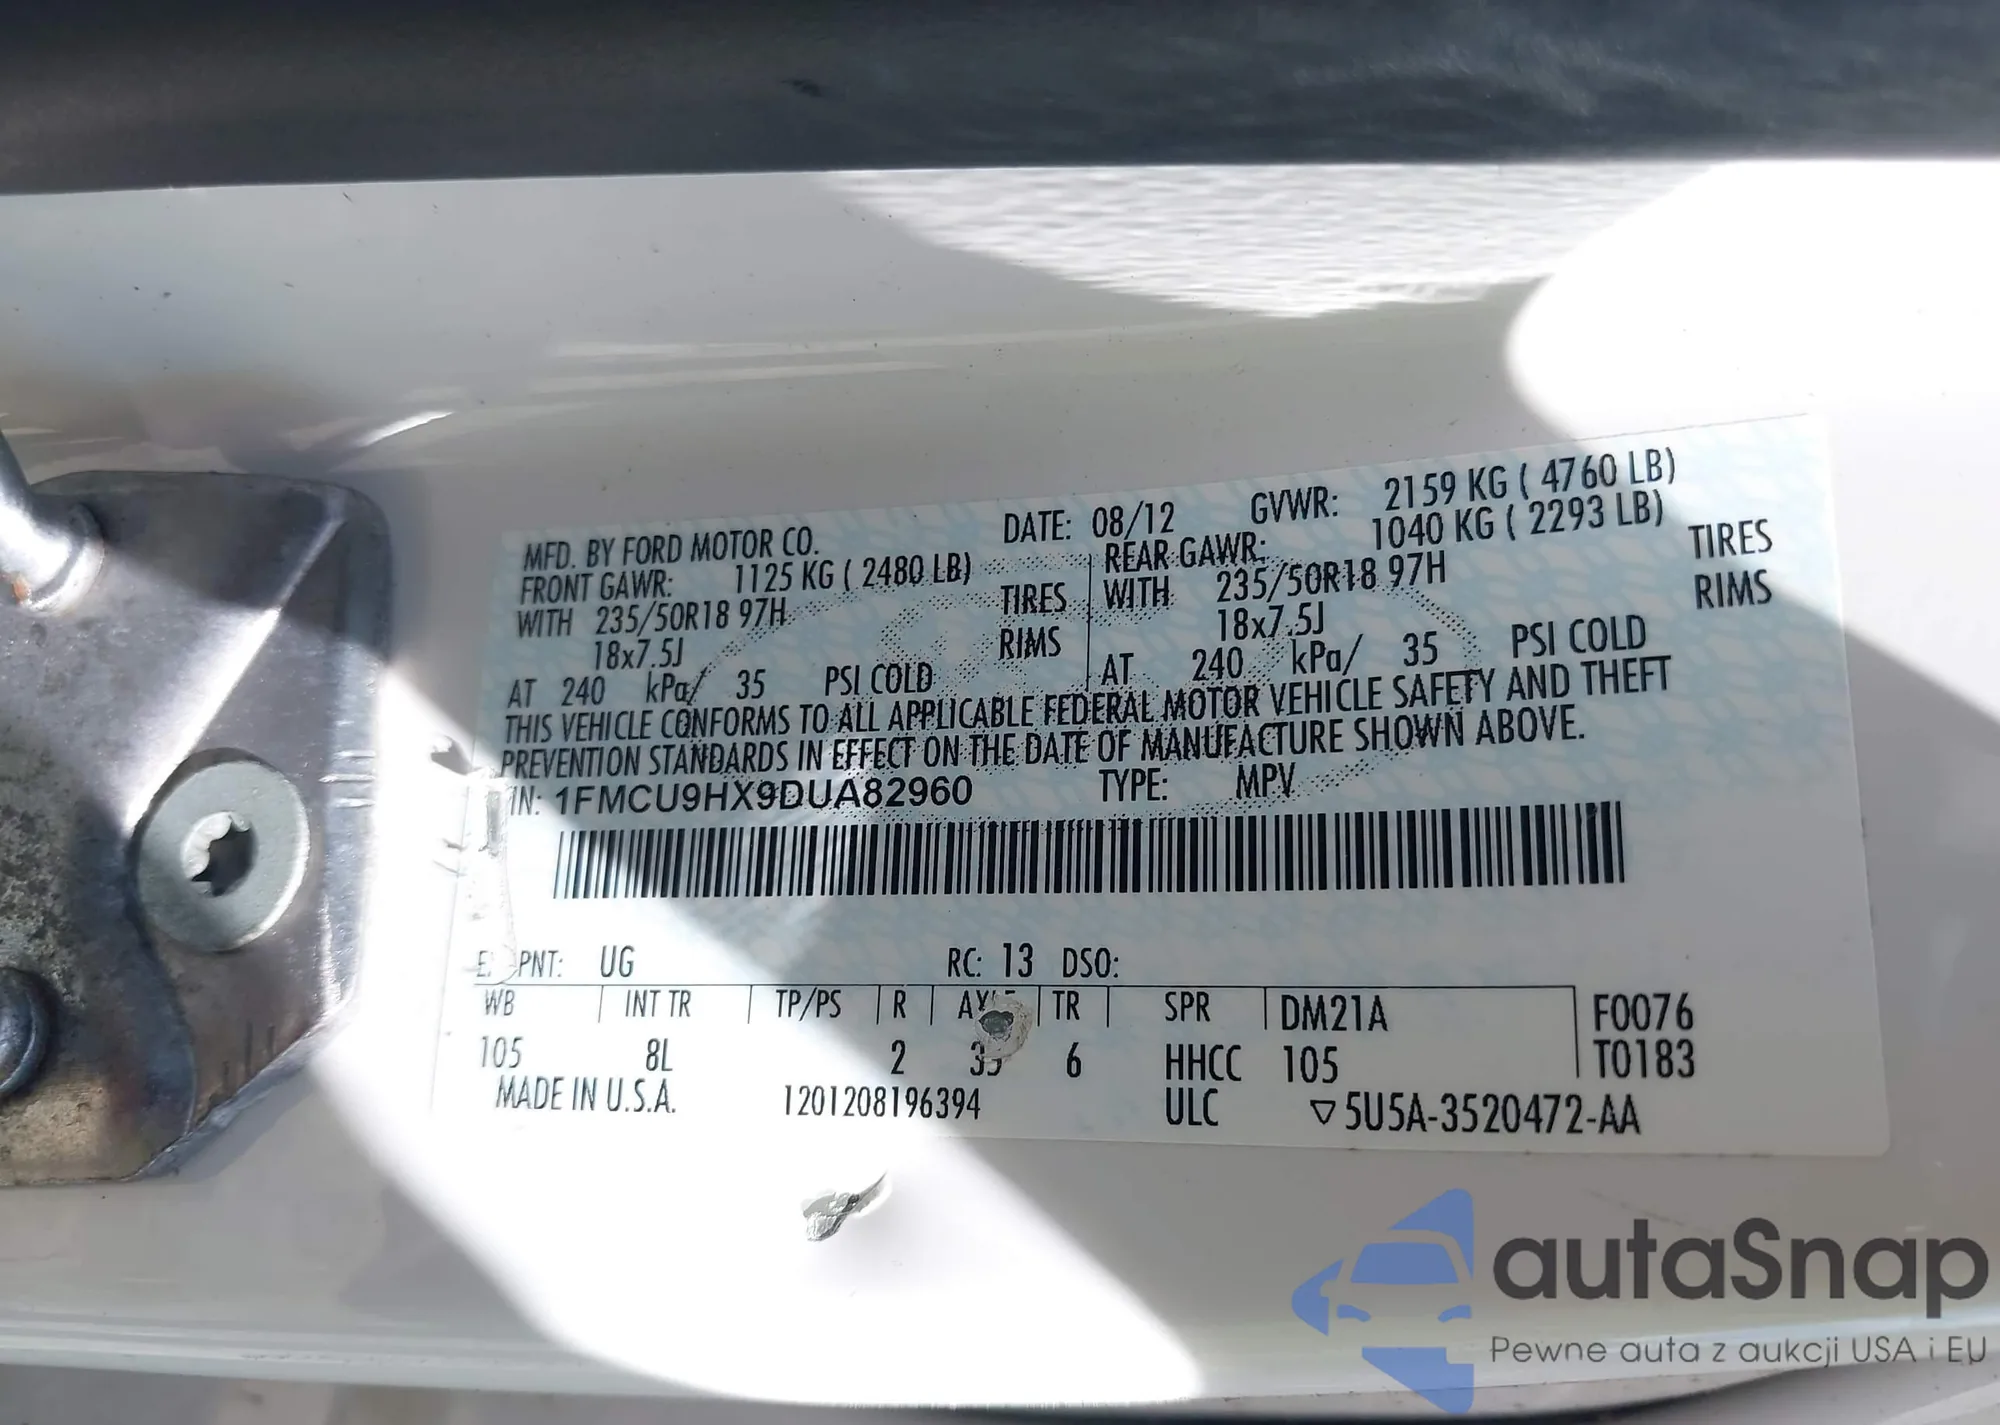 MFD. BY FORD MOTOR CO. DATE: 08/12 GVWR: 2159 KG ( 4760 LB)
FRONT GAWR: 1125 KG ( 2480 LB) REAR GAWR: 1040 KG ( 2293 LB)
WITH 235/50R18 97H TIRES WITH 235/50R18 97H TIRES
18x7.5J RIMS 18x7.5J RIMS
AT 240 kPa/ 35 PSI COLD AT 240 kPa/ 35 PSI COLD
THIS VEHICLE CONFORMS TO ALL APPLICABLE FEDERAL MOTOR VEHICLE SAFETY AND THEFT
PREVENTION STANDARDS IN EFFECT ON THE DATE OF MANUFACTURE SHOWN ABOVE.
IN: 1FMCU9HX9DUA82960 TYPE: MPV
PNT: UG RC: 13 DSO:
WB INT TR TP/PS R TR SPR DM21A F0076
105 8L 2 6 HHCC 105 T0183
MADE IN U.S.A. 1201208196394 ULC ▽5U5A-3520472-AA
autaSnap
Pewne auta z aukcji USA i EU